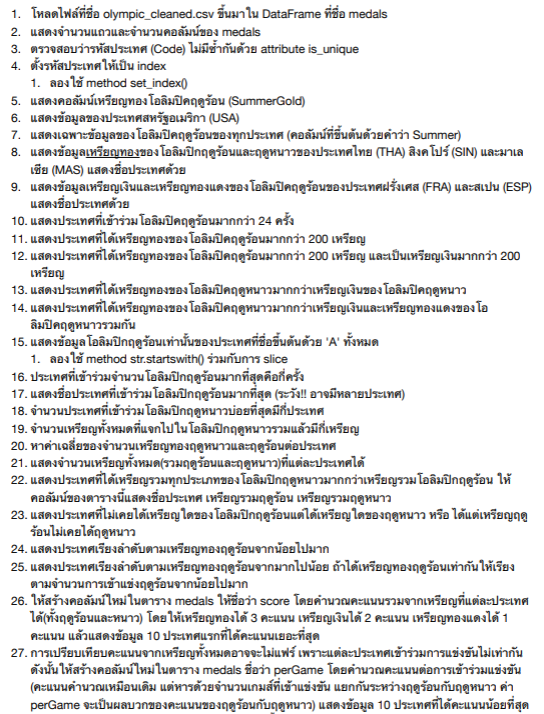 1. โหลดไฟล์ที่ชื่อ olympic_cleaned.csv ขึ้นมาใน DataFrame ที่ชื่อ medals
2. แสดงจำนวนแถวและจำนวนคอลัมน์ของ medals
3. ตรวจสอบว่ารหัสประเทศ (Code) ไม่มีซ้ำกันด้วย attribute is_unique
4. ตั้งรหัสประเทศให้เป็น index
1. ลองใช้ method set_index()
5. แสดงคอลัมน์เหรียญทองโอลิมปิคฤดูร้อน (SummerGold)
6. แสดงข้อมูลของประเทศสหรัฐอเมริกา (USA)
7. แสดงเฉพาะข้อมูลของโอลิมปิคฤดูร้อนของทุกประเทศ (คอลัมน์ที่ขึ้นต้นด้วยคำว่า Summer)
8. แสดงข้อมูลเหรียญทองของโอลิมปิกฤดูร้อนและฤดูหนาวของประเทศไทย (THA) สิงคโปร์ (SIN) และมาเล
เซีย (MAS) แสดงชื่อประเทศด้วย
9. แสดงข้อมูลเหรียญเงินและเหรียญทองแดงของโอลิมปิคฤดูร้อนของประเทศฝรั่งเศส (FRA) และสเปน (ESP)
แสดงชื่อประเทศด้วย
10. แสดงประเทศที่เข้าร่วมโอลิมปิคฤดูร้อนมากกว่า 24 ครั้ง
11. แสดงประเทศที่ได้เหรียญทองของโอลิมปิคฤดูร้อนมากกว่า 200 เหรียญ
12. แสดงประเทศที่ได้เหรียญทองของโอลิมปิคฤดูร้อนมากกว่า 200 เหรียญ และเป็นเหรียญเงินมากกว่า 200
เหรียญ
13. แสดงประเทศที่ได้เหรียญทองของโอลิมปิคฤดูหนาวมากกว่าเหรียญเงินของโอลิมปิคฤดูหนาว
14. แสดงประเทศที่ได้เหรียญทองของโอลิมปิคฤดูหนาวมากกว่าเหรียญเงินและเหรียญทองแดงของโอ
ลิมปิคฤดูหนาวรวมกัน
15. แสดงข้อมูลโอลิมปิคฤดูร้อนเท่านั้นของประเทศที่ชื่อขึ้นต้นด้วย 'A' ทั้งหมด
1. ลองใช้ method str.startswith() ร่วมกับการ slice
16. ประเทศที่เข้าร่วมจำนวนโอลิมปิกฤดูร้อนมากที่สุดคือกี่ครั้ง
17. แสดงชื่อประเทศที่เข้าร่วมโอลิมปิกฤดูร้อนมากที่สุด (ระวัง!! อาจมีหลายประเทศ)
18. จำนวนประเทศที่เข้าร่วมโอลิมปิกฤดูหนาวบ่อยที่สุดมีกี่ประเทศ
19. จำนวนเหรียญทั้งหมดที่แจกไปในโอลิมปิกฤดูหนาวรวมแล้วมีกี่เหรียญ
20. หาค่าเฉลี่ยของจำนวนเหรียญทองฤดูหนาวและฤดูร้อนต่อประเทศ
21. แสดงจำนวนเหรียญทั้งหมด(รวมฤดูร้อนและฤดูหนาว)ที่แต่ละประเทศได้
22. แสดงประเทศที่ได้เหรียญรวมทุกประเภทของโอลิมปิกฤดูหนาวมากกว่าเหรียญรวมโอลิมปิกฤดูร้อน ให้
คอลัมน์ของตารางนี้แสดงชื่อประเทศ เหรียญรวมฤดูร้อน เหรียญรวมฤดูหนาว
23. แสดงประเทศที่ไม่เคยได้เหรียญใดของโอลิมปิกฤดูร้อนแต่ได้เหรียญใดของฤดูหนาว หรือ ได้แต่เหรียญฤดู
ร้อนไม่เคยได้ฤดูหนาว
24. แสดงประเทศเรียงลำดับตามเหรียญทองฤดูร้อนจากน้อยไปมาก
25. แสดงประเทศเรียงลำดับตามเหรียญทองฤดูร้อนจากมากไปน้อย ถ้าได้เหรียญทองฤดูร้อนเท่ากันให้เรียง
ตามจำนวนการเข้าแข่งฤดูร้อนจากน้อยไปมาก
26. ให้สร้างคอลัมน์ใหม่ในตาราง medals ให้ชื่อว่า score โดยคำนวณคะแนนรวมจากเหรียญที่แต่ละประเทศ
ได้(ทั้งฤดูร้อนและหนาว) โดยให้เหรียญทองได้ 3 คะแนน เหรียญเงินได้ 2 คะแนน เหรียญทองแดงได้ 1
คะแนน แล้วแสดงข้อมูล 10 ประเทศแรกที่ได้คะแนนเยอะที่สุด
27. การเปรียบเทียบคะแนนจากเหรียญทั้งหมดอาจจะไม่แฟร์ เพราะแต่ละประเทศเข้าร่วมการแข่งขันไม่เท่ากัน
ดังนั้นให้สร้างคอลัมน์ใหม่ในตาราง medals ชื่อว่า perGame โดยคำนวณคะแนนต่อการเข้าร่วมแข่งขัน
(คะแนนคำนวณเหมือนเดิม แต่หารด้วยจำนวนเกมส์ที่เข้าแข่งขัน แยกกันระหว่างฤดูร้อนกับฤดูหนาว ค่า
perGame จะเป็นผลบวกของคะแนนของฤดูร้อนกับฤดูหนาว) แสดงข้อมูล 10 ประเทศที่ได้คะแนนน้อยที่สุด